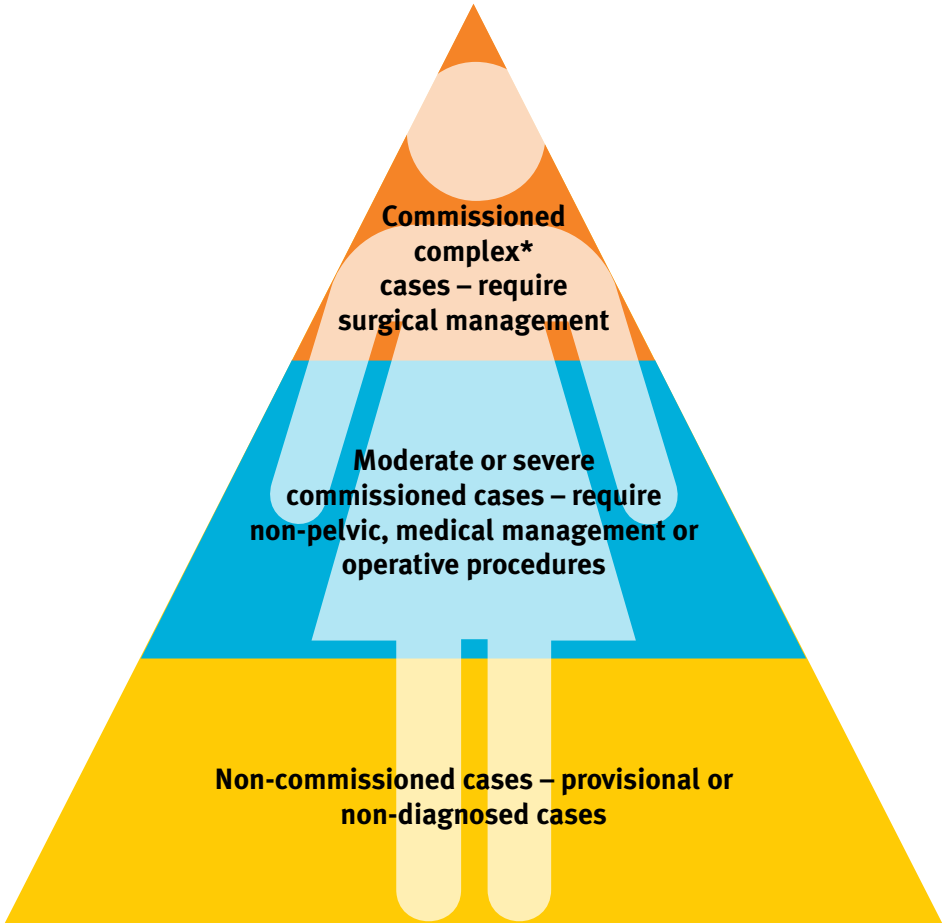 Commissioned
complex*
cases – require
surgical management
Moderate or severe
commissioned cases – require
non-pelvic, medical management or
operative procedures
Non-commissioned cases – provisional or
non-diagnosed cases